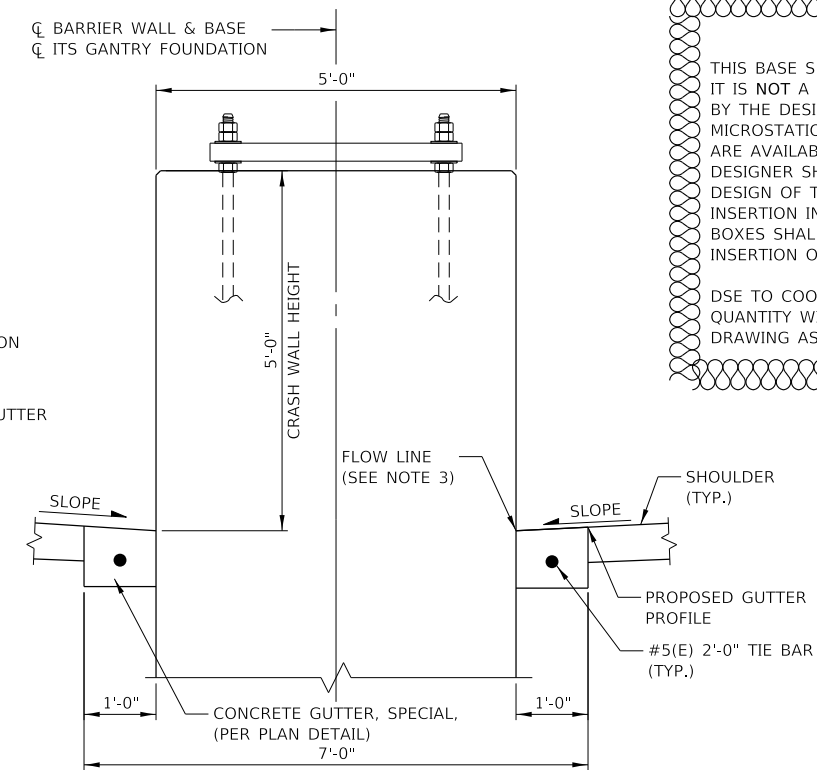 ℄ BARRIER WALL & BASE
℄ ITS GANTRY FOUNDATION
5'-0"
THIS BASE S
IT IS NOT A
BY THE DESI
MICROSTATIO
ARE AVAILAB
DESIGNER SH
DESIGN OF T
INSERTION IN
BOXES SHAL
INSERTION O
DSE TO COO
QUANTITY WI
DRAWING AS
5'-0"
CRASH WALL HEIGHT
ON
UTTER
FLOW LINE
(SEE NOTE 3)
SHOULDER
(TYP.)
SLOPE
SLOPE
PROPOSED GUTTER
PROFILE
#5(E) 2'-0" TIE BAR
(TYP.)
1'-0"
1'-0"
CONCRETE GUTTER, SPECIAL,
(PER PLAN DETAIL)
7'-0"